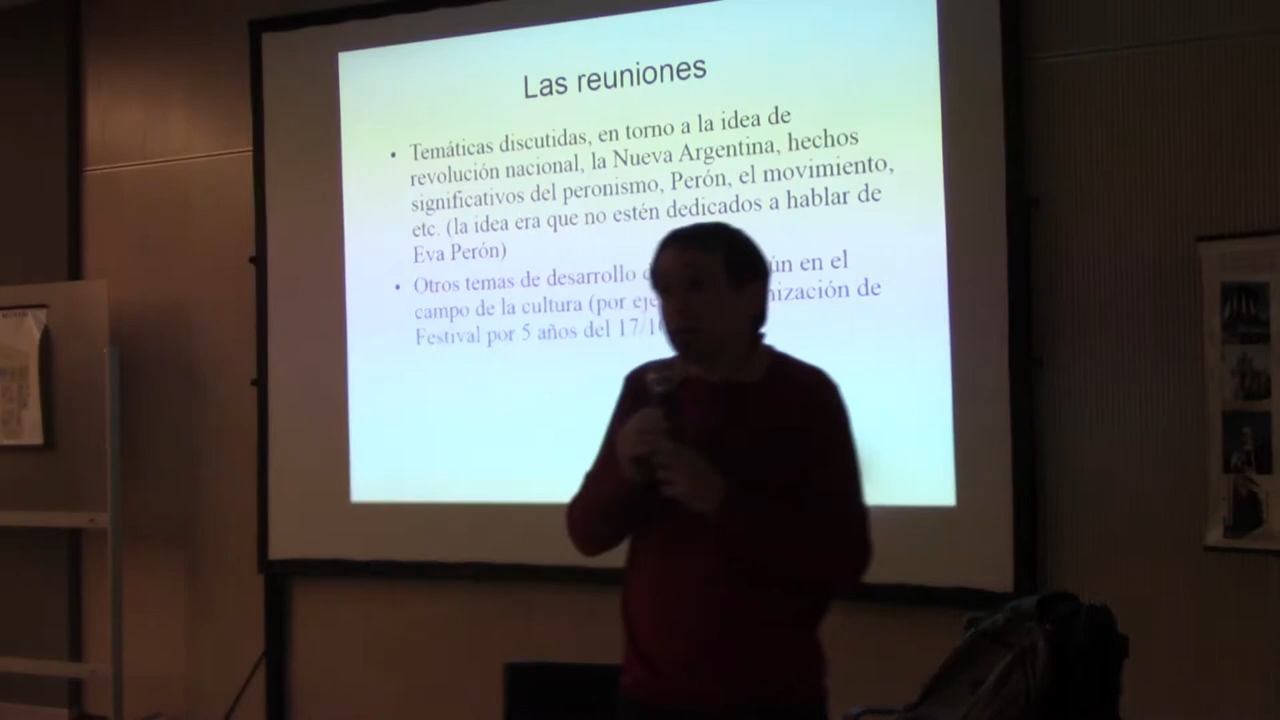 Las reuniones
• Temáticas discutidas, en torno a la idea de
revolución nacional, la Nueva Argentina, hechos
significativos del peronismo, Perón, el movimiento,
etc. (la idea era que no estén dedicados a hablar de
Eva Perón)
• Otros temas de desarrollo en el
campo de la cultura (por
Festival por 5 años del